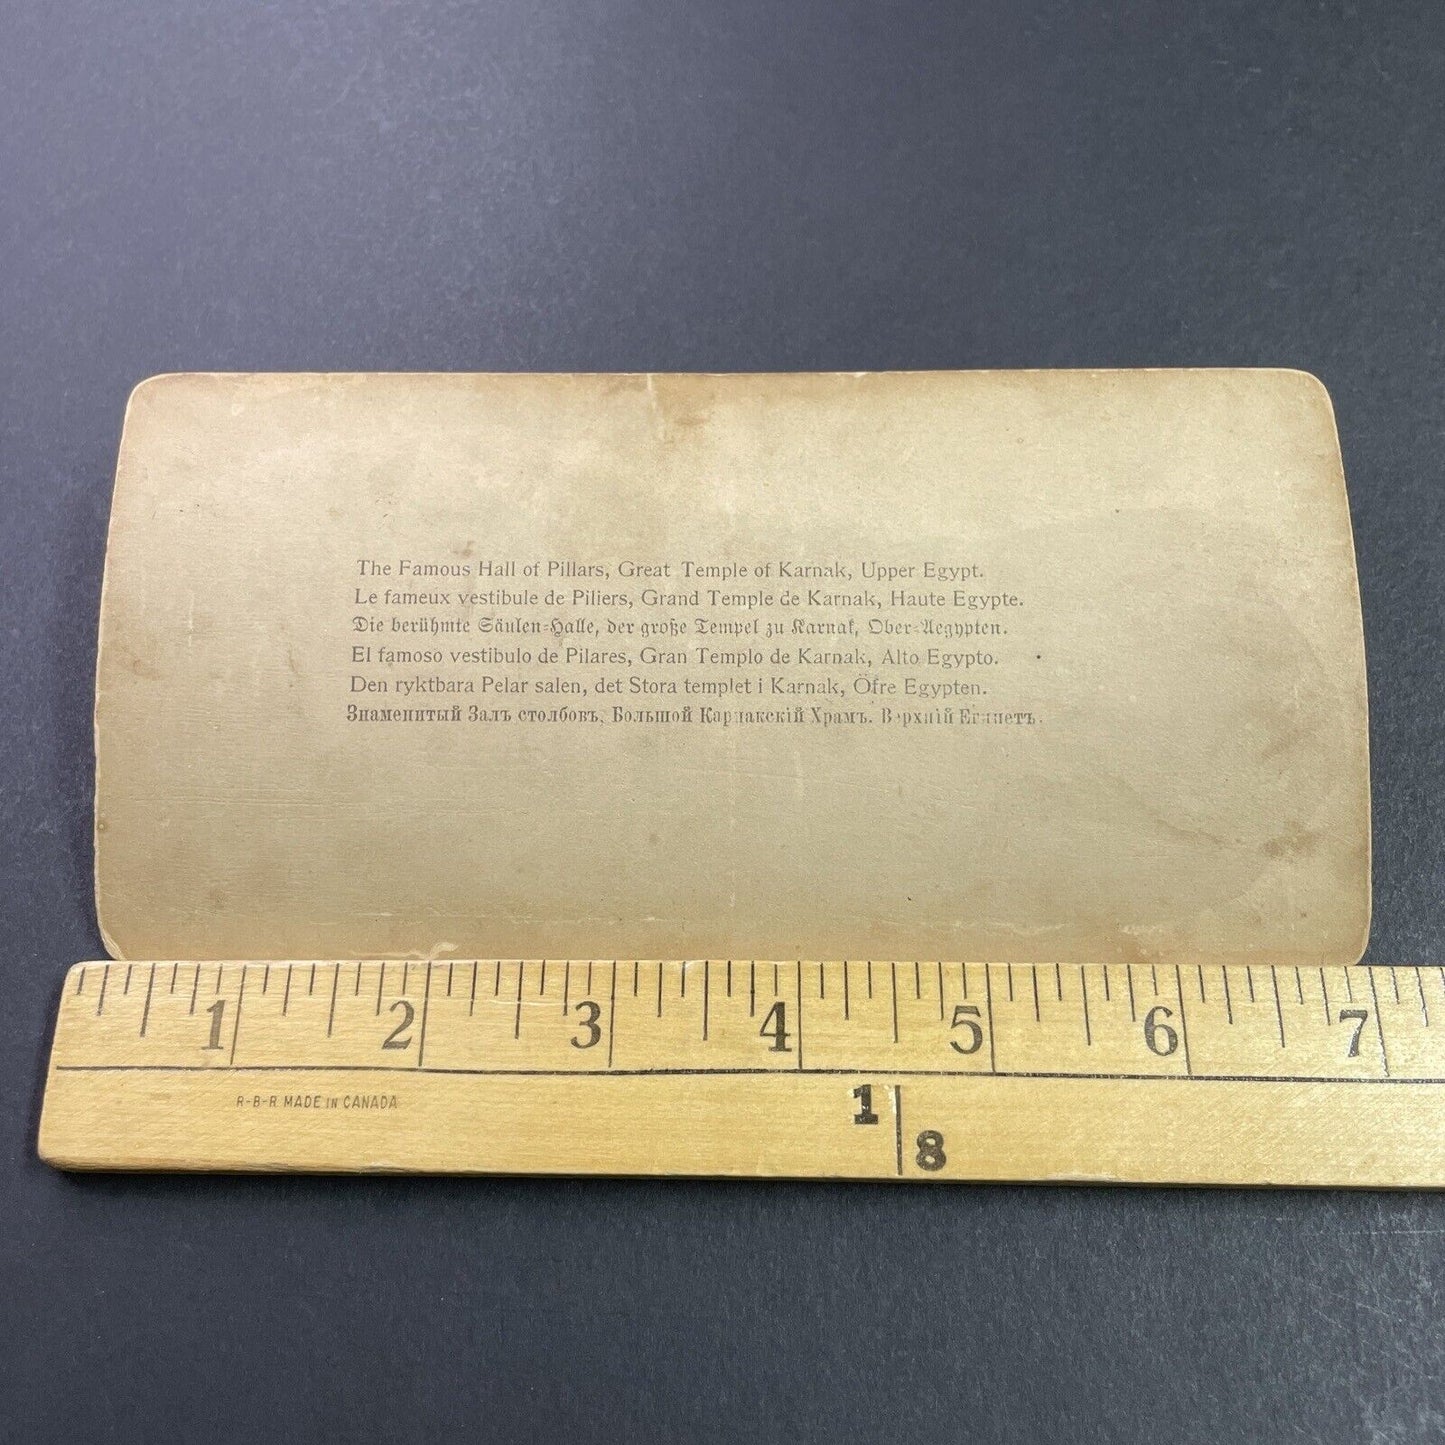 The Famous Hall of Pillars, Great Temple of Karnak, Upper Egypt.
Le fameux vestibule de Piliers, Grand Temple de Karnak, Haute Egypte.
Die berühmte Säulen-Halle, der große Tempel zu Karnak, Ober-Aegypten.
El famoso vestibulo de Pilares, Gran Templo de Karnak, Alto Egypto.
Den ryktbara Pelar salen, det Stora templet i Karnak, Öfre Egypten.
Знаменитый Залъ столбовъ, Большой Карнакскій Храмъ. Верхній Египетъ.
1 2 3 4 5 6 7
R-B-R MADE IN CANADA
1
8